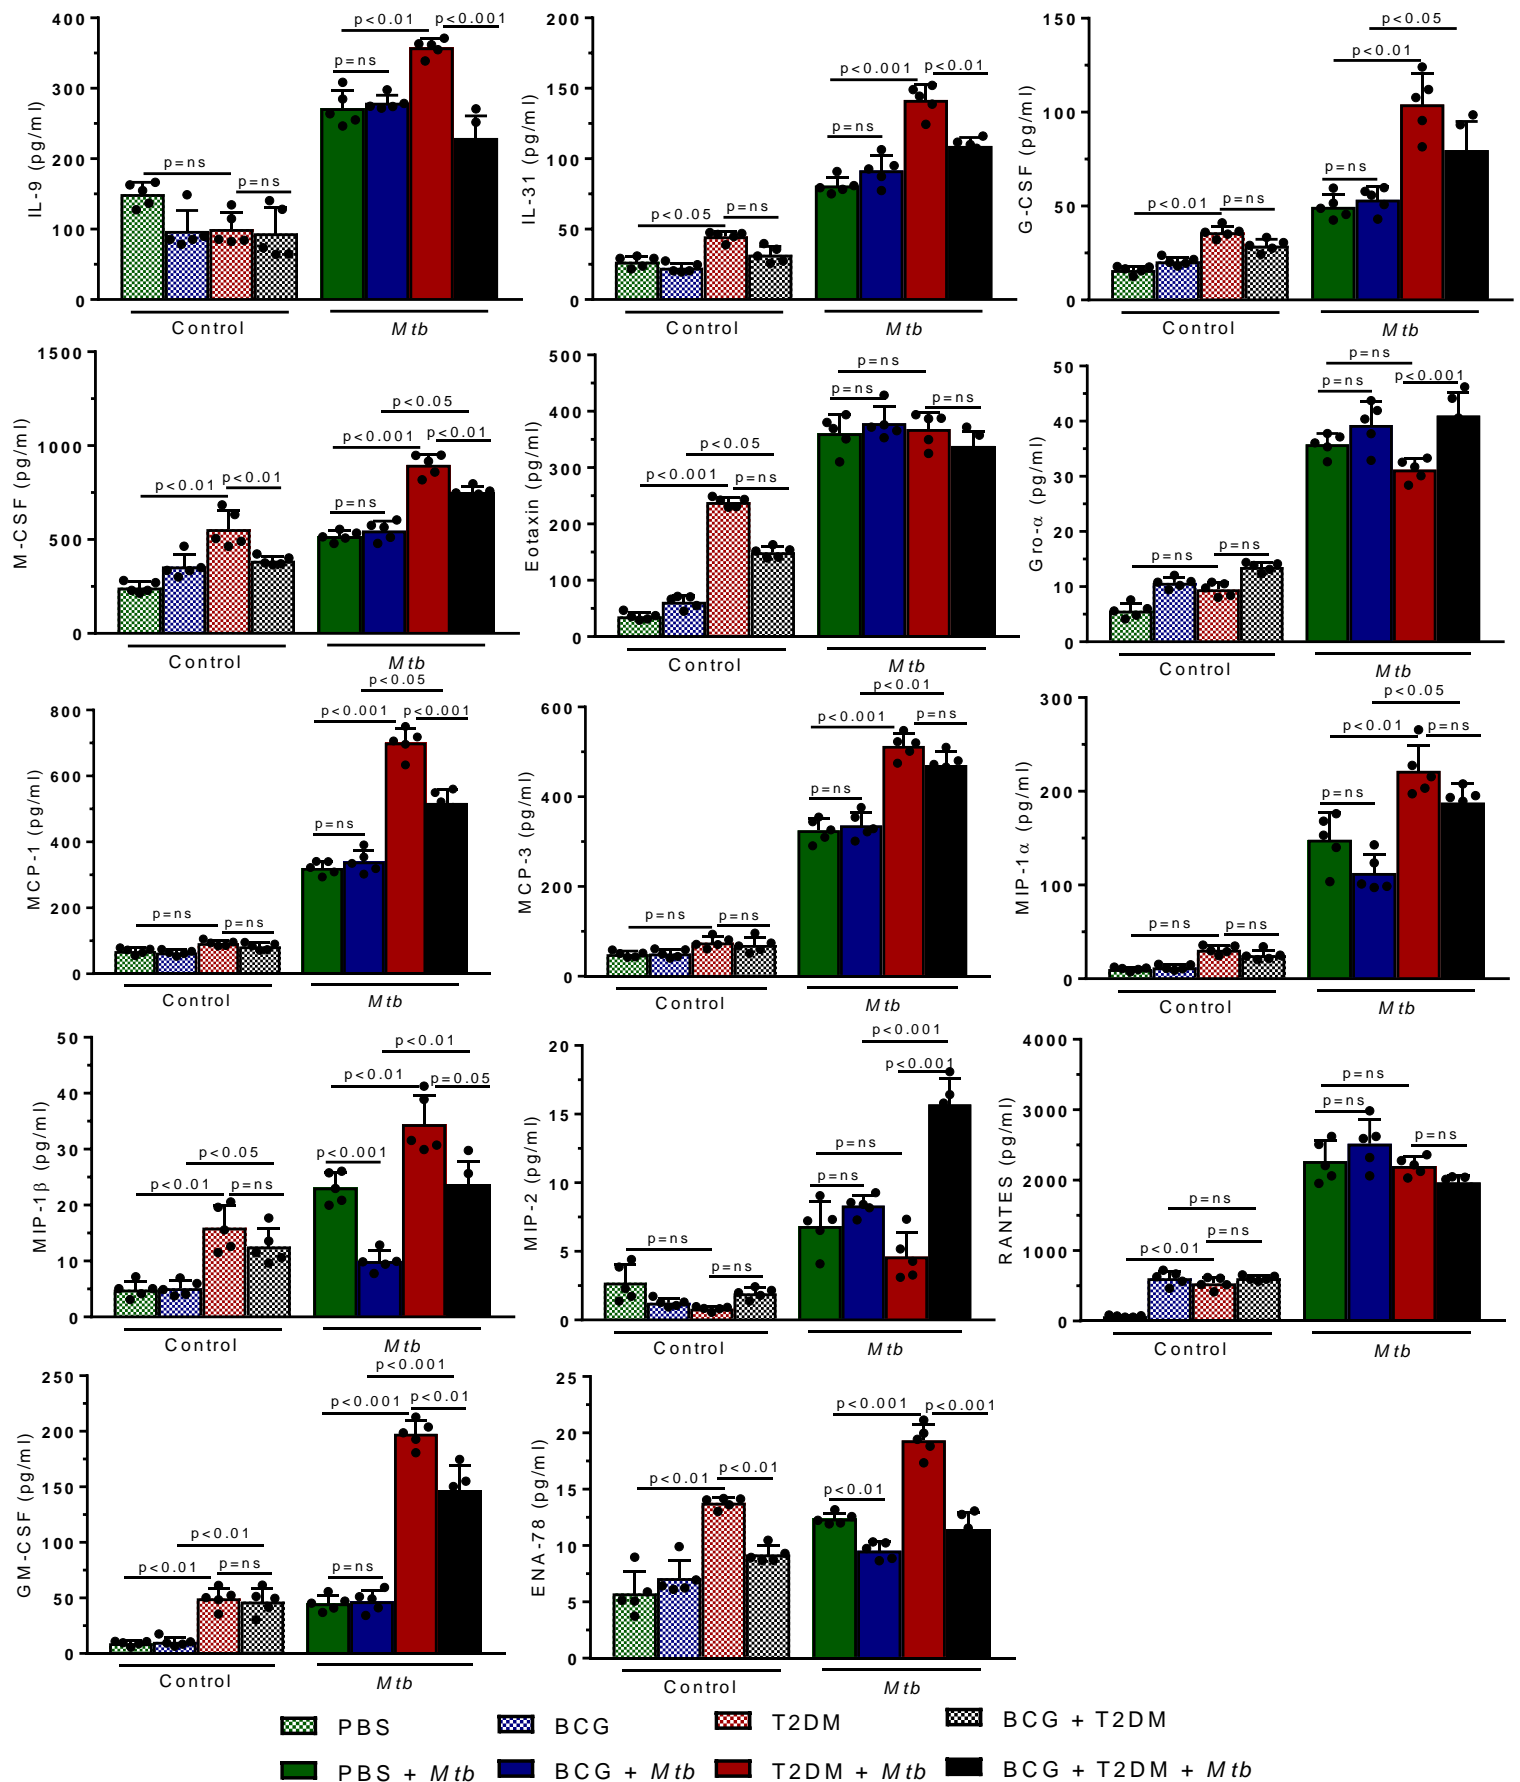 IL-9 (pg/ml)
400
300
200
100
0
p=ns
p=ns
p=ns
p<0.01
p<0.001
Control
Mtb
IL-31 (pg/ml)
200
150
100
50
0
p<0.05
p=ns
p=ns
p<0.001
p<0.01
Control
Mtb
G-CSF (pg/ml)
150
100
50
0
p<0.01
p=ns
p=ns
p<0.01
p<0.05
Control
Mtb
M-CSF (pg/ml)
1500
1000
500
0
p<0.01
p<0.01
p=ns
p<0.001
p<0.01
p<0.05
Control
Mtb
Eotaxin (pg/ml)
500
400
300
200
100
0
p<0.001
p=ns
p<0.05
p=ns
p=ns
p=ns
Control
Mtb
Gro-α (pg/ml)
50
40
30
20
10
0
p=ns
p=ns
p=ns
p=ns
p<0.001
Control
Mtb
MCP-1 (pg/ml)
800
600
400
200
0
p=ns
p=ns
p=ns
p<0.001
p<0.001
p<0.05
Control
Mtb
MCP-3 (pg/ml)
600
400
200
0
p=ns
p=ns
p=ns
p<0.001
p=ns
p<0.01
Control
Mtb
MIP-1α (pg/ml)
300
200
100
0
p=ns
p=ns
p=ns
p<0.01
p=ns
p<0.05
Control
Mtb
MIP-1β (pg/ml)
50
40
30
20
10
0
p<0.01
p=ns
p<0.05
p<0.001
p<0.01
p=0.05
p<0.01
Control
Mtb
MIP-2 (pg/ml)
20
15
10
5
0
p=ns
p=ns
p=ns
p=ns
p<0.001
p<0.001
Control
Mtb
RANTES (pg/ml)
4000
3000
2000
1000
0
p<0.01
p=ns
p=ns
p=ns
p=ns
p=ns
Control
Mtb
GM-CSF (pg/ml)
250
200
150
100
50
0
p<0.01
p=ns
p<0.01
p=ns
p<0.001
p<0.01
p<0.001
Control
Mtb
ENA-78 (pg/ml)
25
20
15
10
5
0
p<0.01
p<0.01
p<0.01
p<0.001
p<0.001
Control
Mtb
PBS
BCG
T2DM
BCG + T2DM
PBS + Mtb
BCG + Mtb
T2DM + Mtb
BCG + T2DM + Mtb